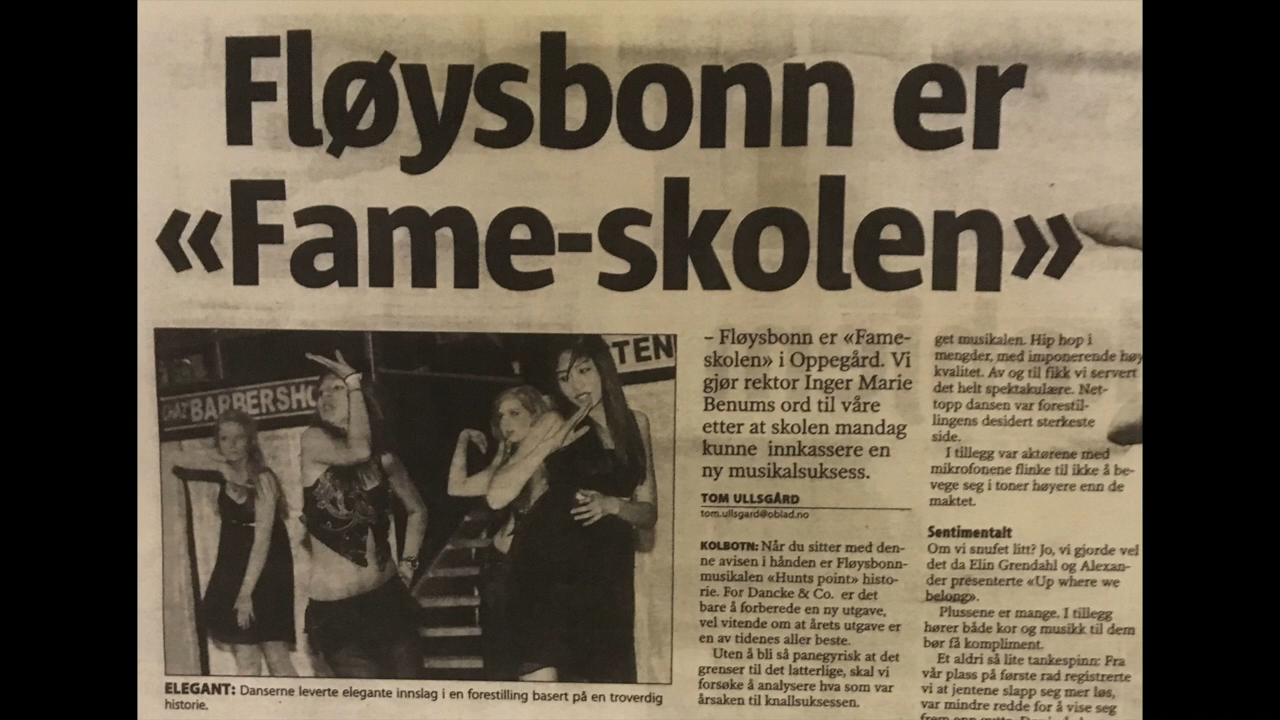 Fløysbonn er
«Fame-skolen»
BARBERSHO
TEN
ELEGANT: Danserne leverte elegante innslag i en forestilling basert på en troverdig
historie.
– Fløysbonn er «Fame-
skolen» i Oppegård. Vi
gjør rektor Inger Marie
Benums ord til våre
etter at skolen mandag
kunne innkassere en
ny musikalsuksess.
TOM ULLSGÅRD
tom.ullsgard@oblad.no
KOLBOTN: Når du sitter med den-
ne avisen i hånden er Fløysbonn-
musikalen «Hunts point» histo-
rie. For Dancke & Co. er det
bare å forberede en ny utgave,
vel vitende om at årets utgave er
en av tidenes aller beste.
Uten å bli så panegyrisk at det
grenser til det latterlige, skal vi
forsøke å analysere hva som var
årsaken til knallsuksessen.
get musikalen. Hip hop i
mengder, med imponerende høy
kvalitet. Av og til fikk vi servert
det helt spektakulære. Net-
topp dansen var forestil-
lingens desidert sterkeste
side.
I tillegg var aktørene med
mikrofonene flinke til ikke å be-
vege seg i toner høyere enn de
maktet.
Sentimentalt
Om vi snufet litt? Jo, vi gjorde vel
det da Elin Grendahl og Alexan-
der presenterte «Up where we
belong».
Plussene er mange. I tillegg
hører både kor og musikk til dem
bør få kompliment.
Et aldri så lite tankespinn: Fra
vår plass på første rad registrerte
vi at jentene slapp seg mer løs,
var mindre redde for å vise seg